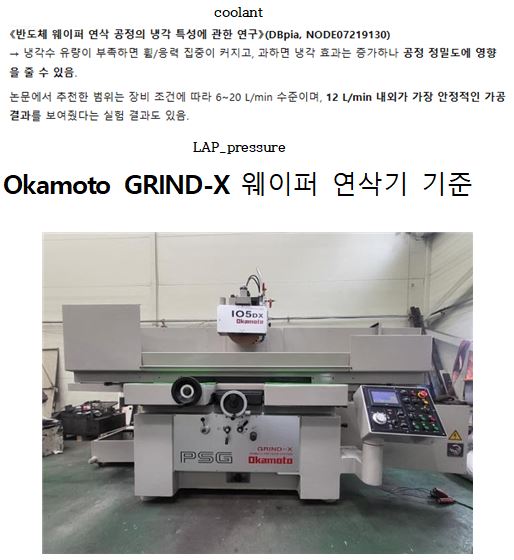 coolant
《반도체 웨이퍼 연삭 공정의 냉각 특성에 관한 연구》(DBpia, NODE07219130)
→ 냉각수 유량이 부족하면 휨/응력 집중이 커지고, 과하면 냉각 효과는 증가하나 공정 정밀도에 영향
을 줄 수 있음.
논문에서 추천한 범위는 장비 조건에 따라 6~20 L/min 수준이며, 12 L/min 내외가 가장 안정적인 가공
결과를 보여줬다는 실험 결과도 있음.
LAP_pressure
Okamoto GRIND-X 웨이퍼 연삭기 기준
105DX
Okamoto
PSG
GRIND-X
Okamoto